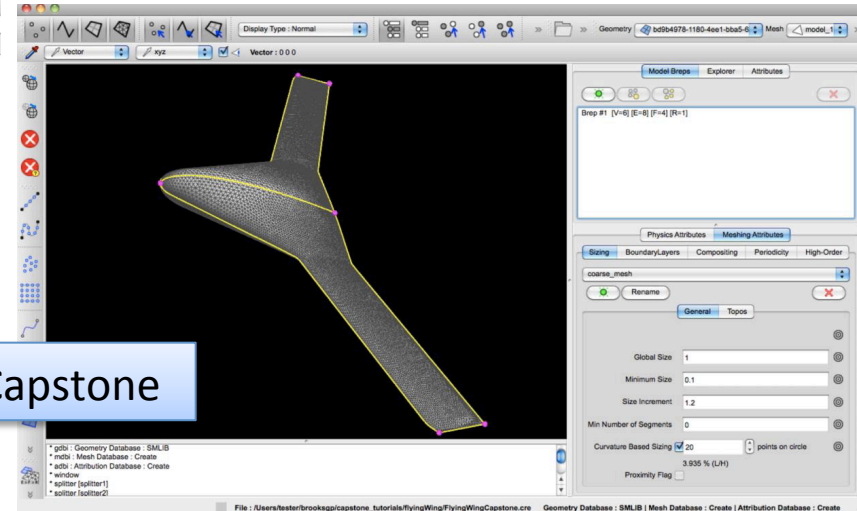 Display Type : Normal
»
»
Geometry
bd9b4978-1180-4ee1-bba5-6
Mesh
model_1
Vector
xyz
Vector : 0 0 0
Model Breps
Explorer
Attributes
Brep #1 [V=6] [E=8] [F=4] [R=1]
Physics Attributes
Meshing Attributes
Sizing
BoundaryLayers
Compositing
Periodicity
High-Order
coarse_mesh
Rename
General
Topos
Global Size
1
Minimum Size
0.1
Size Increment
1.2
Min Number of Segments
0
Curvature Based Sizing
20
points on circle
3.935 % (L/H)
Proximity Flag
Capstone
* gdbi : Geometry Database : SMLIB
* mdbi : Mesh Database : Create
* adbi : Attribution Database : Create
* window
* splitter [splitter1]
* splitter [splitter2]
File : /Users/tester/brooksgp/capstone_tutorials/flyingWing/FlyingWingCapstone.cre Geometry Database : SMLIB | Mesh Database : Create | Attribution Database : Create